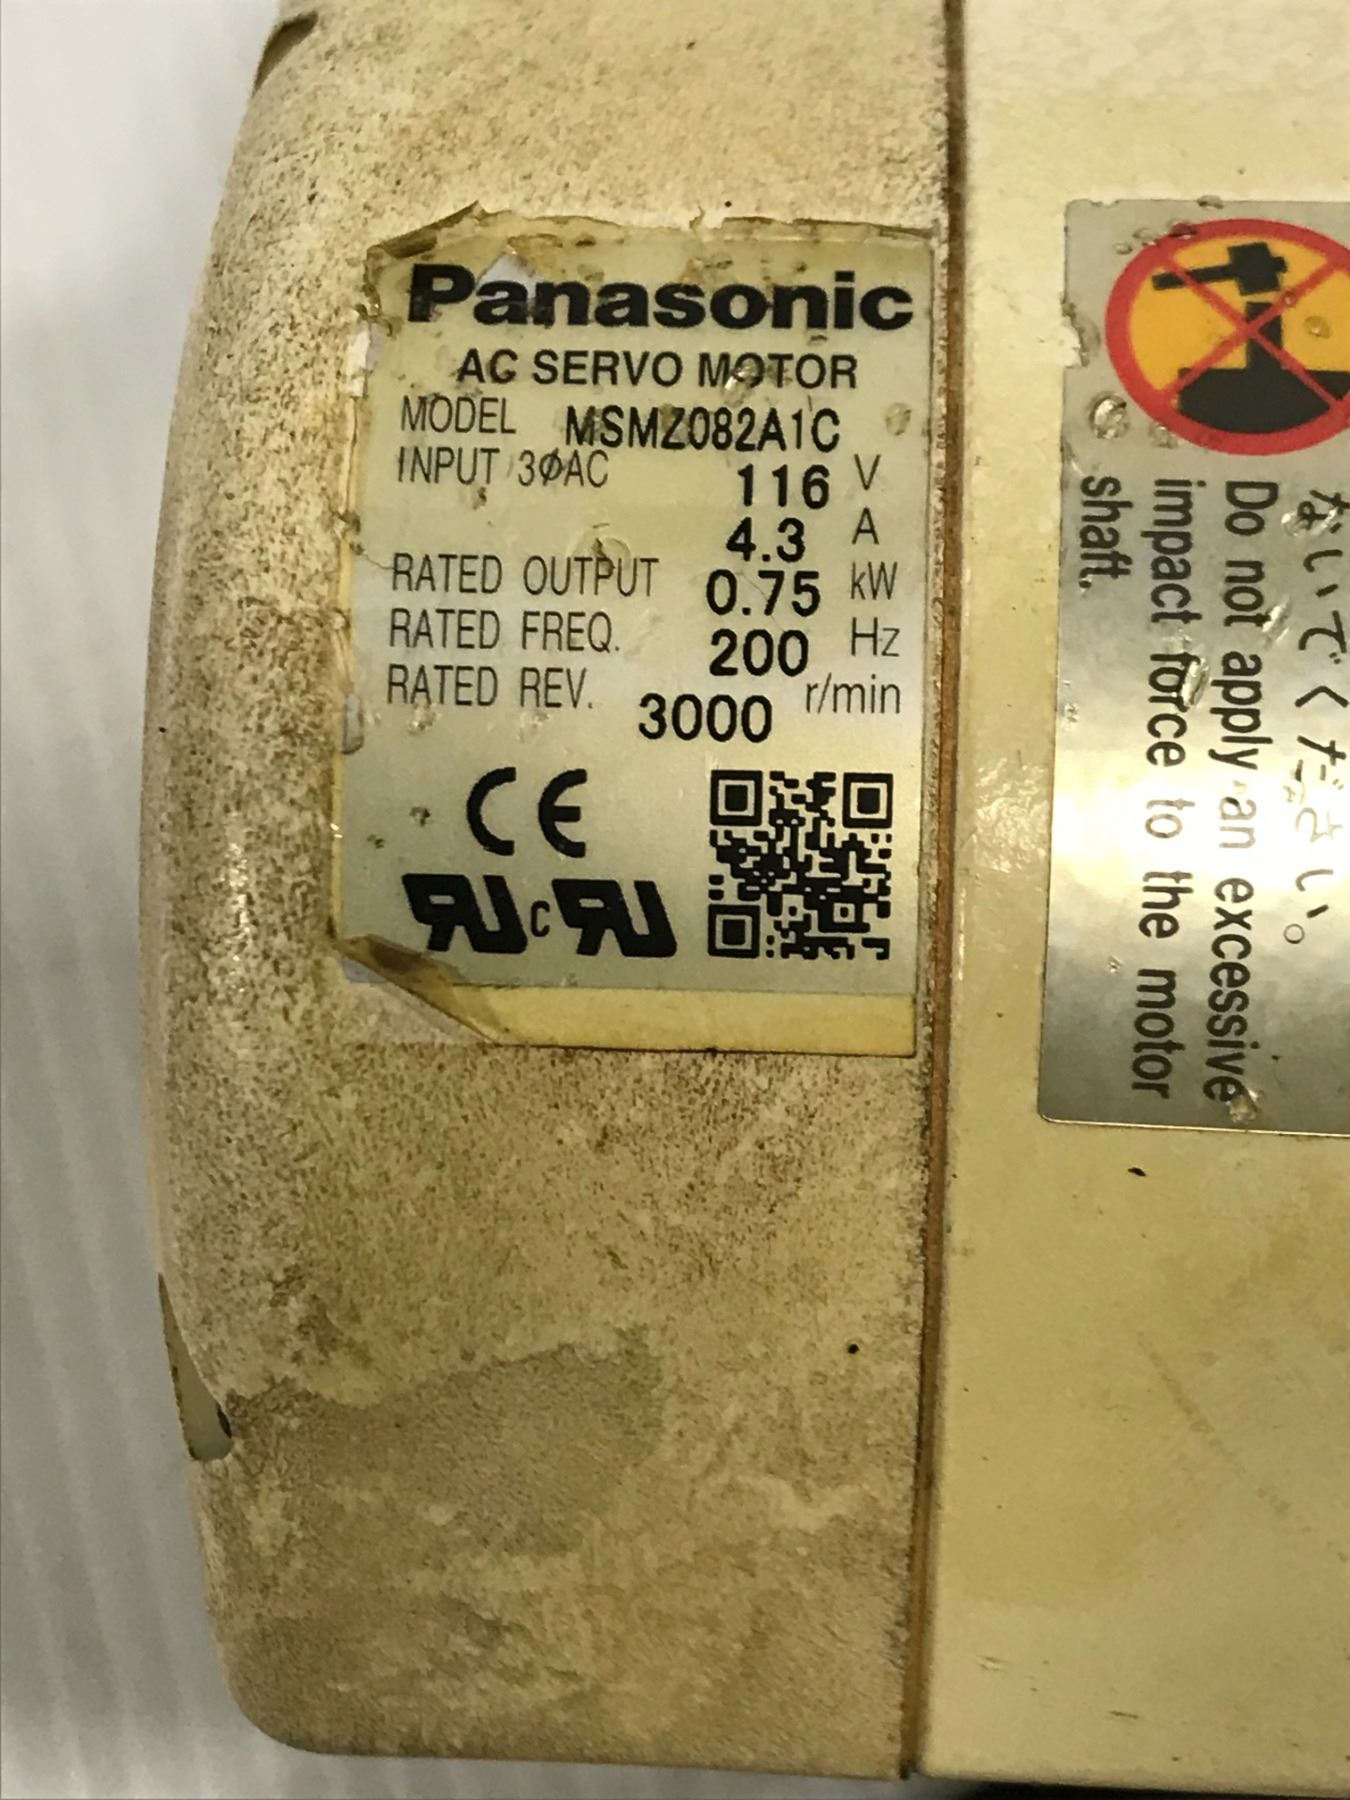 Panasonic
AC SERVO MOTOR
MODEL MSMZ082A1C
INPUT 3øAC 116 V
4.3 A
RATED OUTPUT 0.75 kW
RATED FREQ. 200 Hz
RATED REV. 3000 r/min
CE
RU c RU
ないでください。
Do not apply an excessive
impact force to the motor
shaft.